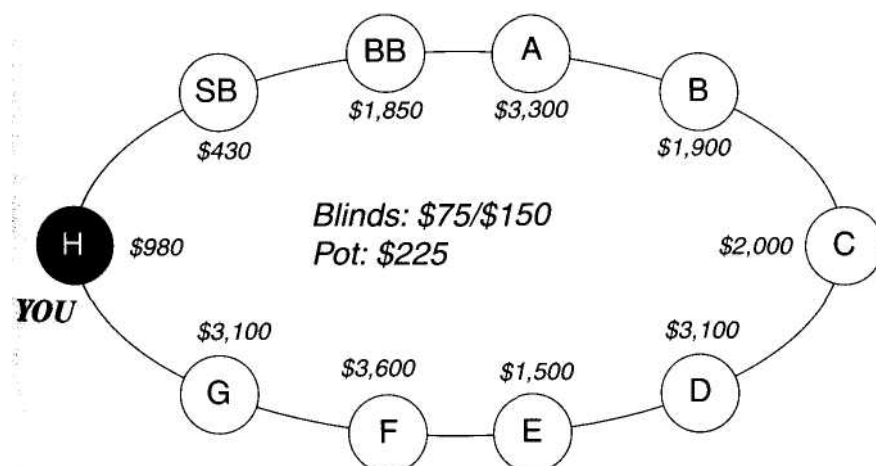 BB
A
SB
B
$1,850
$3,300
$430
$1,900
Blinds: $75/$150
H
$980
Pot: $225
$2,000
C
YOU
$3,100
$3,600
$1,500
$3,100
G
F
E
D